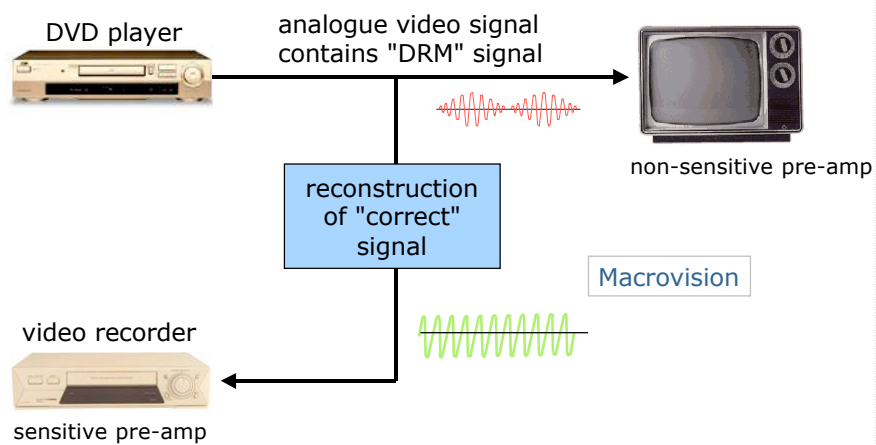 DVD player
analogue video signal
contains "DRM" signal
non-sensitive pre-amp
reconstruction
of "correct"
signal
Macrovision
video recorder
sensitive pre-amp